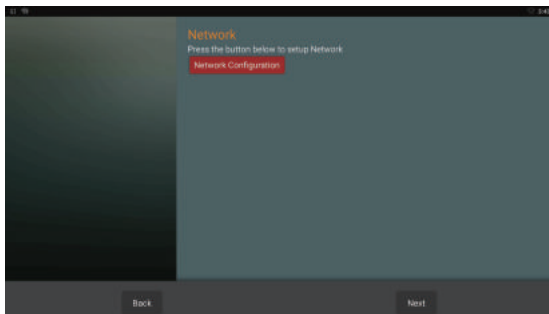 Network
Press the button below to setup Network
Network Configuration
Back
Next